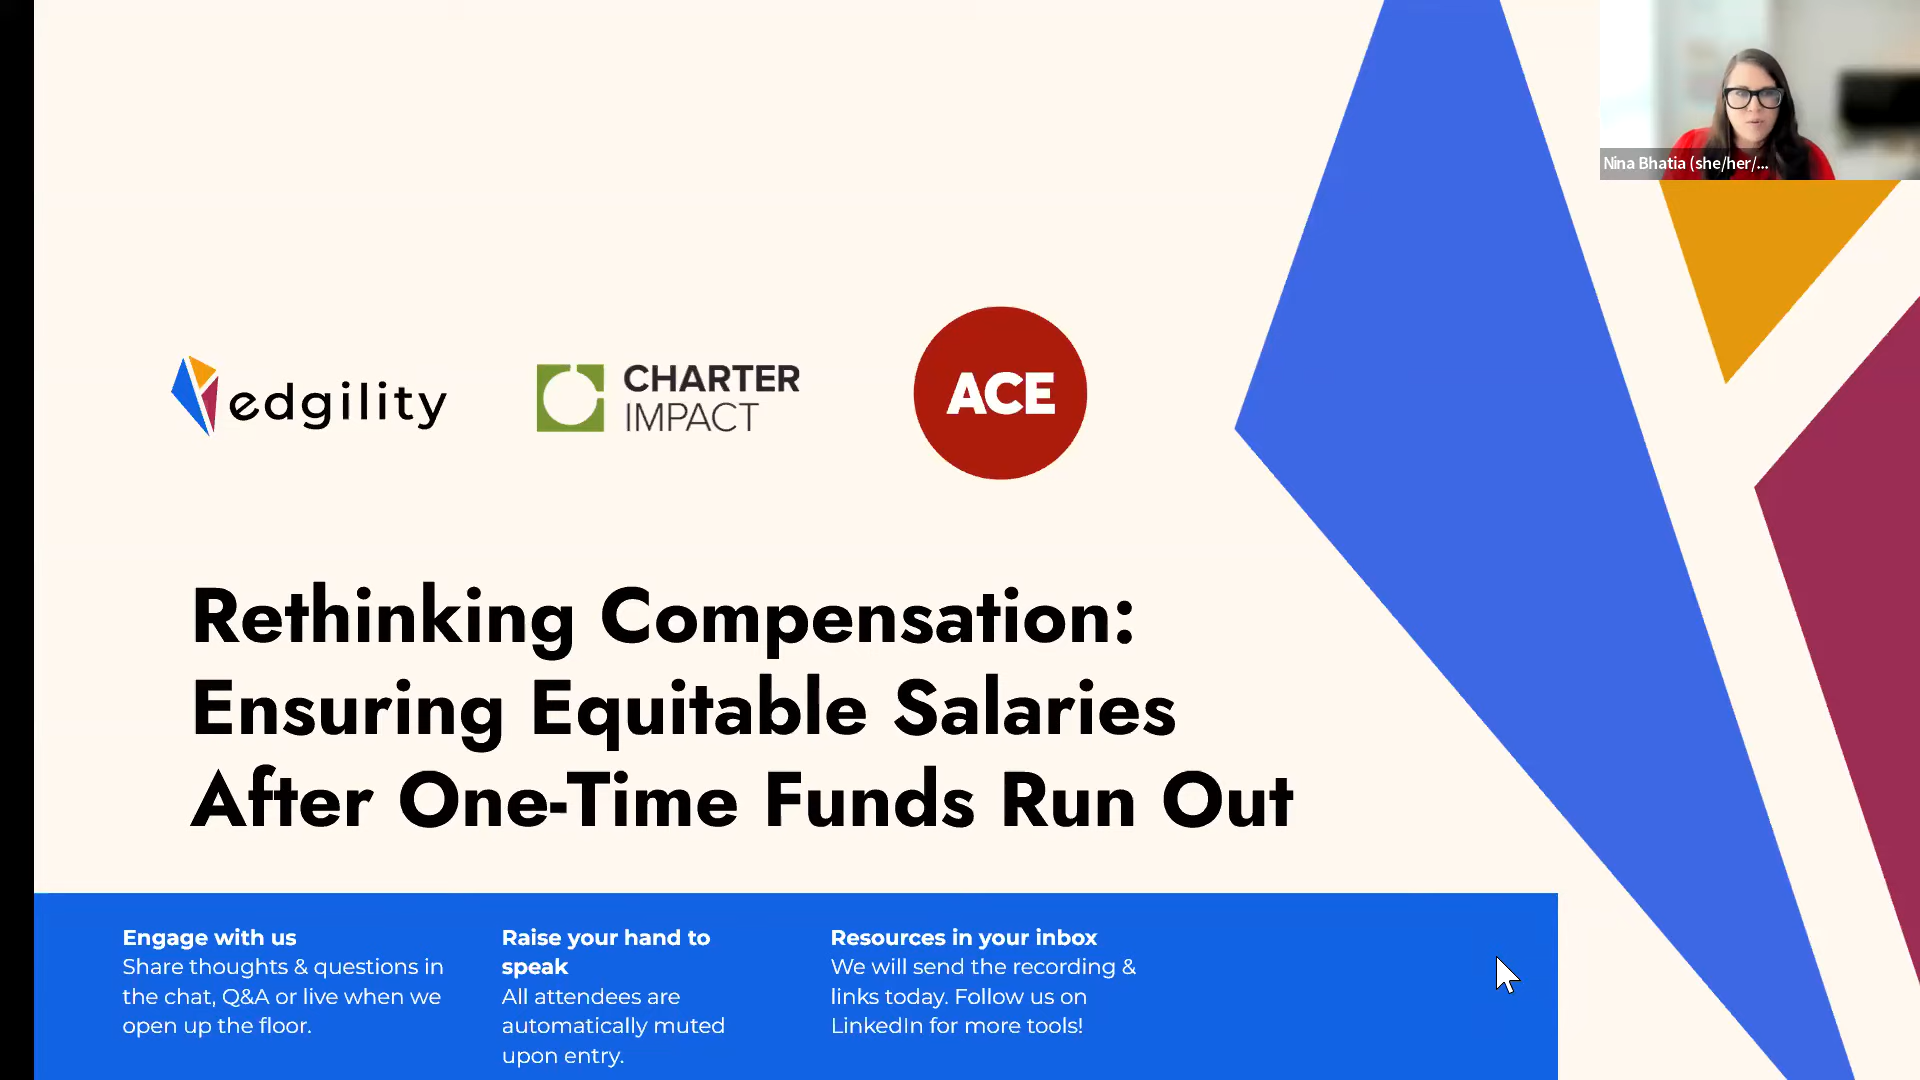 Nina Bhatia (she/her/...
edgility
CHARTER
IMPACT
ACE
Rethinking Compensation:
Ensuring Equitable Salaries
After One-Time Funds Run Out
Engage with us
Share thoughts & questions in
the chat, Q&A or live when we
open up the floor.
Raise your hand to
speak
All attendees are
automatically muted
upon entry.
Resources in your inbox
We will send the recording &
links today. Follow us on
LinkedIn for more tools!